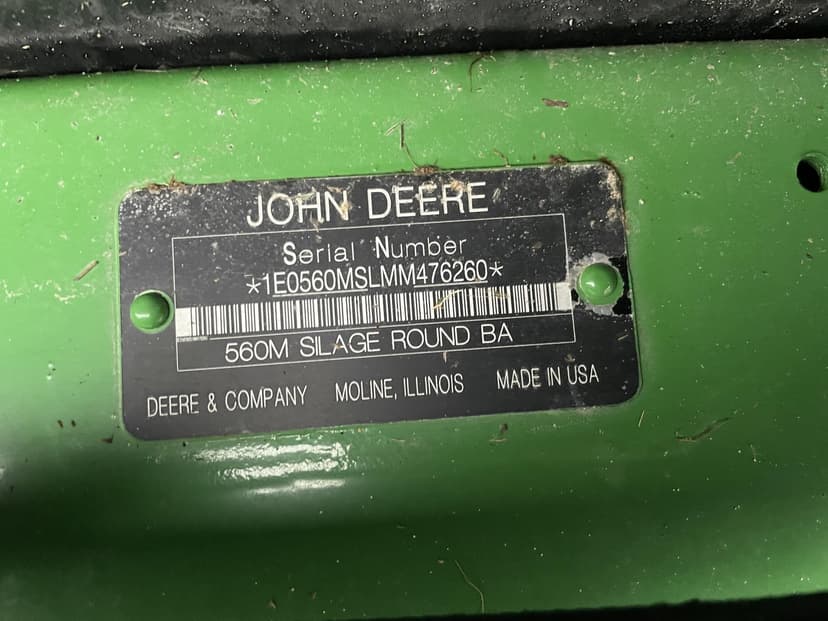 JOHN DEERE
Serial Number
*1E0560MSLMM476260*
560M SILAGE ROUND BA
DEERE & COMPANY MOLINE, ILLINOIS MADE IN USA